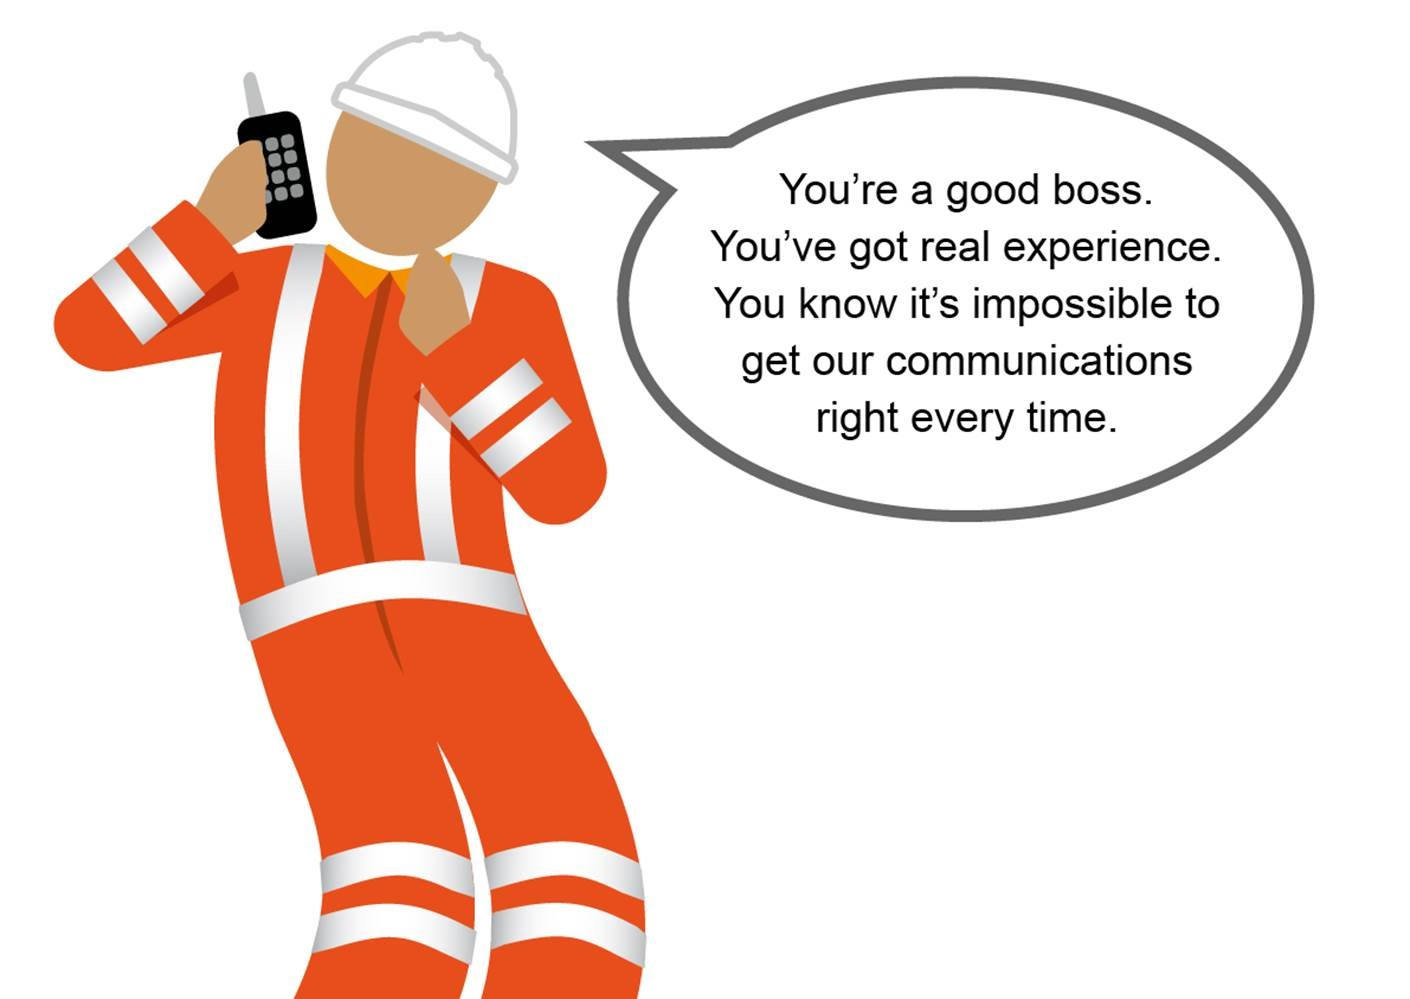 You’re a good boss.
You’ve got real experience.
You know it’s impossible to
get our communications
right every time.